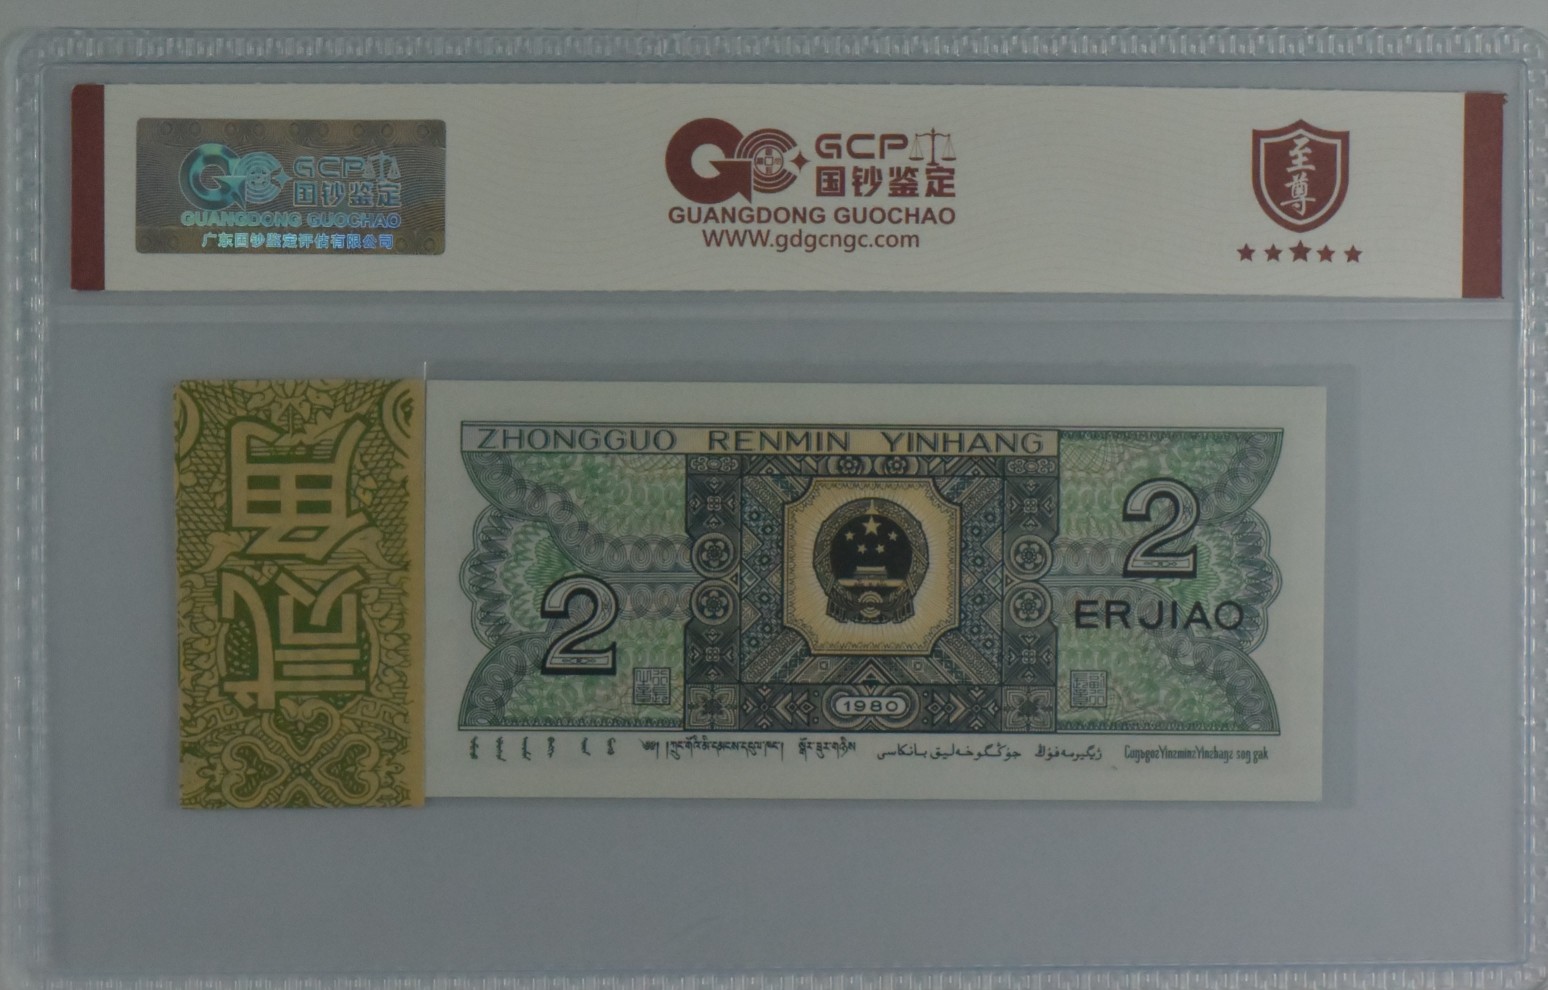 GCP
国钞鉴定
GUANGDONG GUOCHAO
广东国钞鉴定评估有限公司
GCP
国钞鉴定
GUANGDONG GUOCHAO
WWW.gdgcngc.com
至尊
贰角
ZHONGGUO RENMIN YINHANG
2
2
ERJIAO
1980